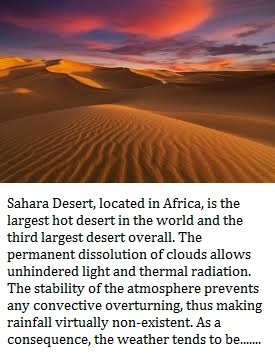 Sahara Desert, located in Africa, is the
largest hot desert in the world and the
third largest desert overall. The
permanent dissolution of clouds allows
unhindered light and thermal radiation.
The stability of the atmosphere prevents
any convective overturning, thus making
rainfall virtually non-existent. As a
consequence, the weather tends to be.......